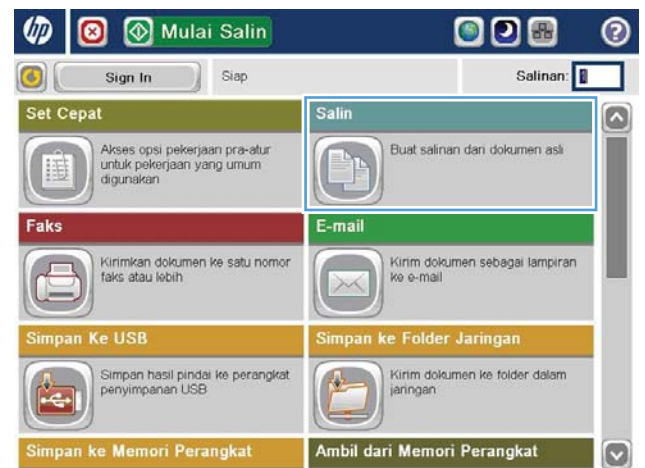 hp
Mulai Salin
?
Sign In
Siap
Salinan: 1
Set Cepat
Akses opsi pekerjaan pra-atur
untuk pekerjaan yang umum
digunakan
Salin
Buat salinan dari dokumen asli
Faks
Kirimkan dokumen ke satu nomor
faks atau lebih
E-mail
Kirim dokumen sebagai lampiran
ke e-mail
Simpan Ke USB
Simpan hasil pindai ke perangkat
penyimpanan USB
Simpan ke Folder Jaringan
Kirim dokumen ke folder dalam
jaringan
Simpan ke Memori Perangkat
Ambil dari Memori Perangkat